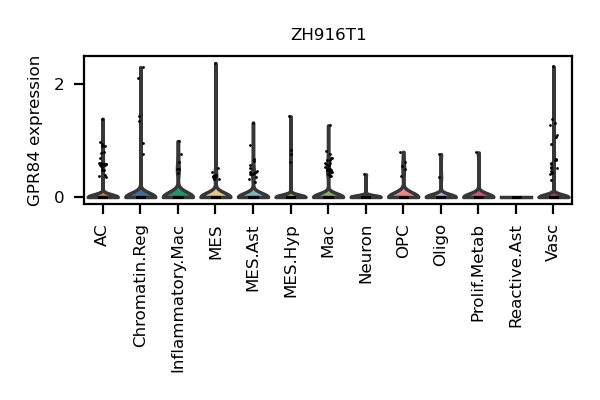 ZH916T1
GPR84 expression
2
0
AC
Chromatin.Reg
Inflammatory.Mac
MES
MES.Ast
MES.Hyp
Mac
Neuron
OPC
Oligo
Prolif.Metab
Reactive.Ast
Vasc